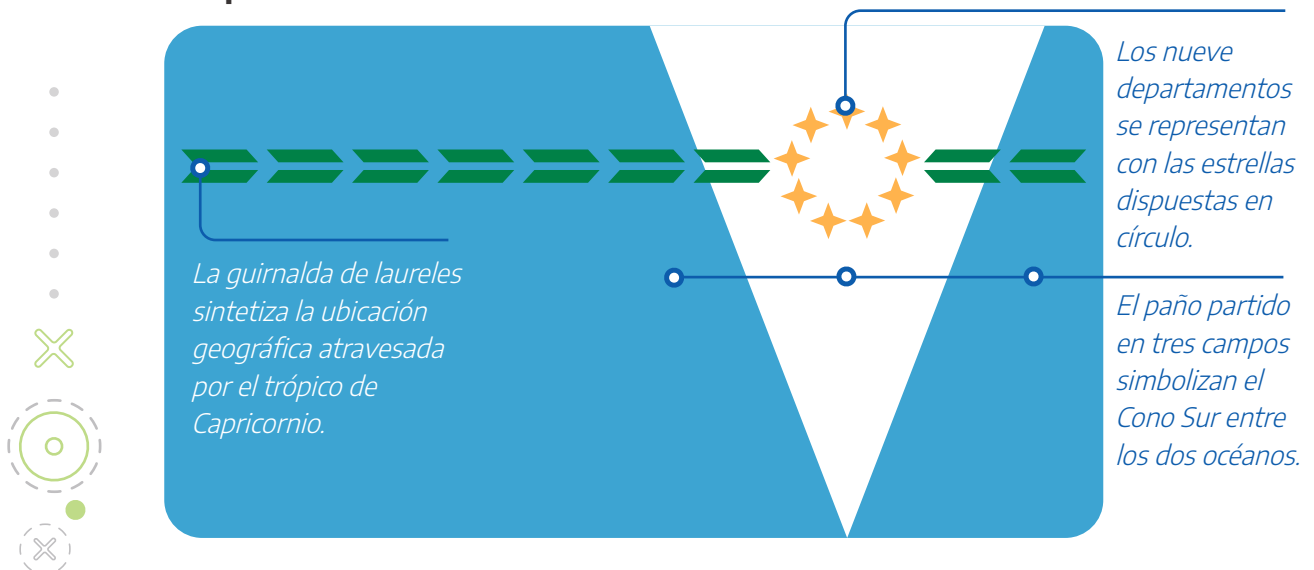 Los nueve
departamentos
se representan
con las estrellas
dispuestas en
círculo.
La guirnalda de laureles
sintetiza la ubicación
geográfica atravesada
por el trópico de
Capricornio.
El paño partido
en tres campos
simbolizan el
Cono Sur entre
los dos océanos.